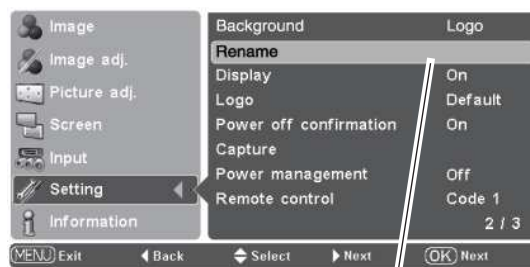 Image
Image adj.
Picture adj.
Screen
Input
Setting
Information
Background Logo
Rename
Display On
Logo Default
Power off confirmation On
Capture
Power management Off
Remote control Code 1
2 / 3
MENU Exit Back Select Next OK Next